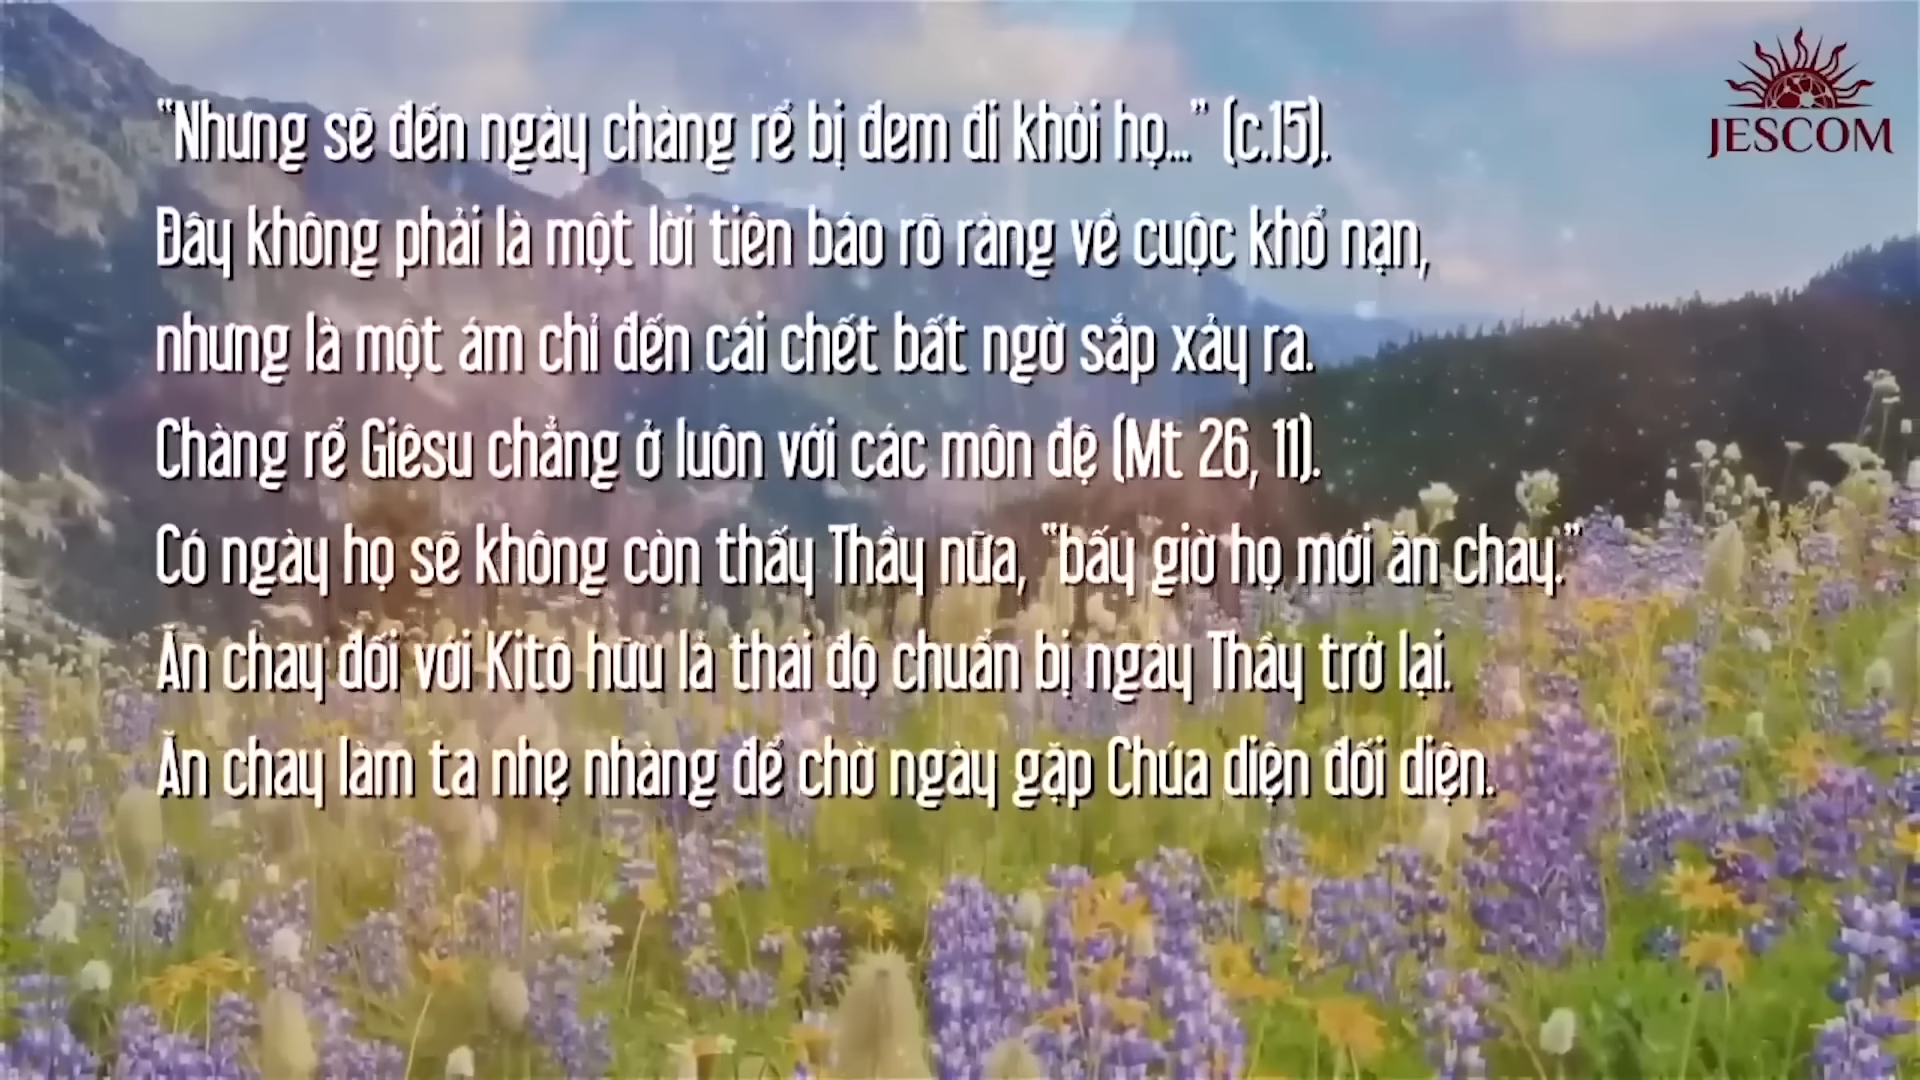 “Nhưng sẽ đến ngày chàng rể bị đem đi khỏi họ...” (c.15).
Đây không phải là một lời tiên báo rõ ràng về cuộc khổ nạn,
nhưng là một ám chỉ đến cái chết bất ngờ sắp xảy ra.
Chàng rể Giêsu chẳng ở luôn với các môn đệ (Mt 26, 11).
Có ngày họ sẽ không còn thấy Thầy nữa, “bấy giờ họ mới ăn chay.”
Ăn chay đối với Kitô hữu là thái độ chuẩn bị ngày Thầy trở lại.
Ăn chay làm ta nhẹ nhàng để chờ ngày gặp Chúa diện đối diện.
JESCOM